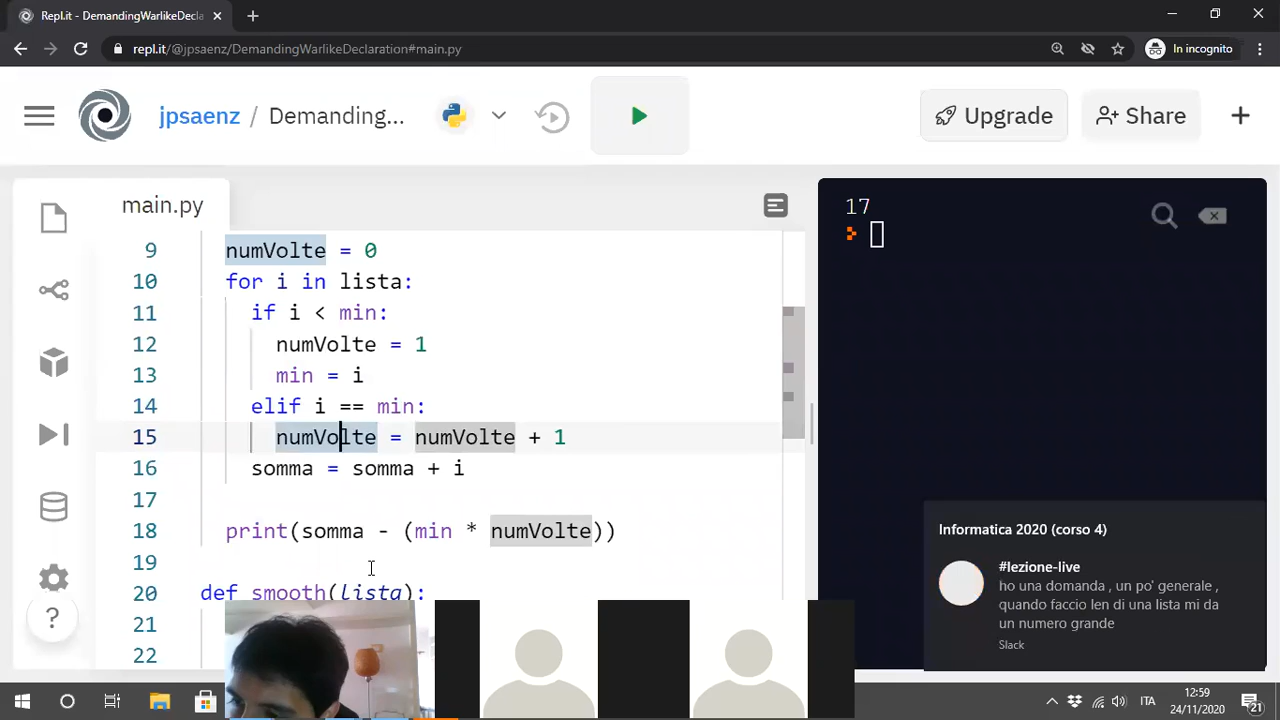 Repl.it - DemandingWarlikeDecla
repl.it/@jpsaenz/DemandingWarlikeDeclaration#main.py
In incognito
jpsaenz / Demanding...
Upgrade
Share
main.py
9 numVolte = 0
10 for i in lista:
11 if i < min:
12 numVolte = 1
13 min = i
14 elif i == min:
15 numVolte = numVolte + 1
16 somma = somma + i
17
18 print(somma - (min * numVolte))
19
20 def smooth(lista):
21
22
17
Informatica 2020 (corso 4)
#lezione-live
ho una domanda , un po' generale ,
quando faccio len di una lista mi da
un numero grande
Slack
?
ITA
12:59
24/11/2020
21